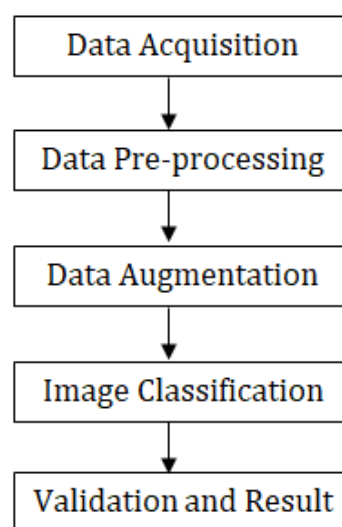 Data Acquisition
Data Pre-processing
Data Augmentation
Image Classification
Validation and Result